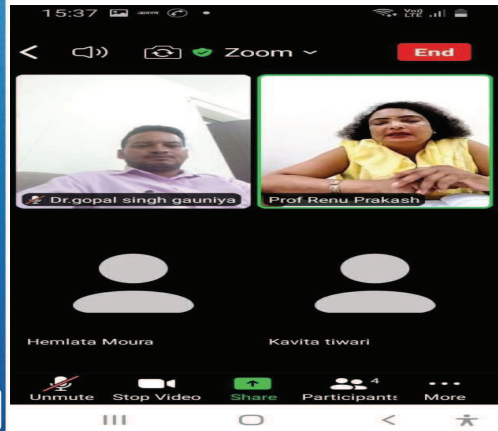 15:37
Zoom
End
Dr.gopal singh gauniya
Prof Renu Prakash
Hemlata Moura
Kavita tiwari
4
Unmute Stop Video Share Participants More